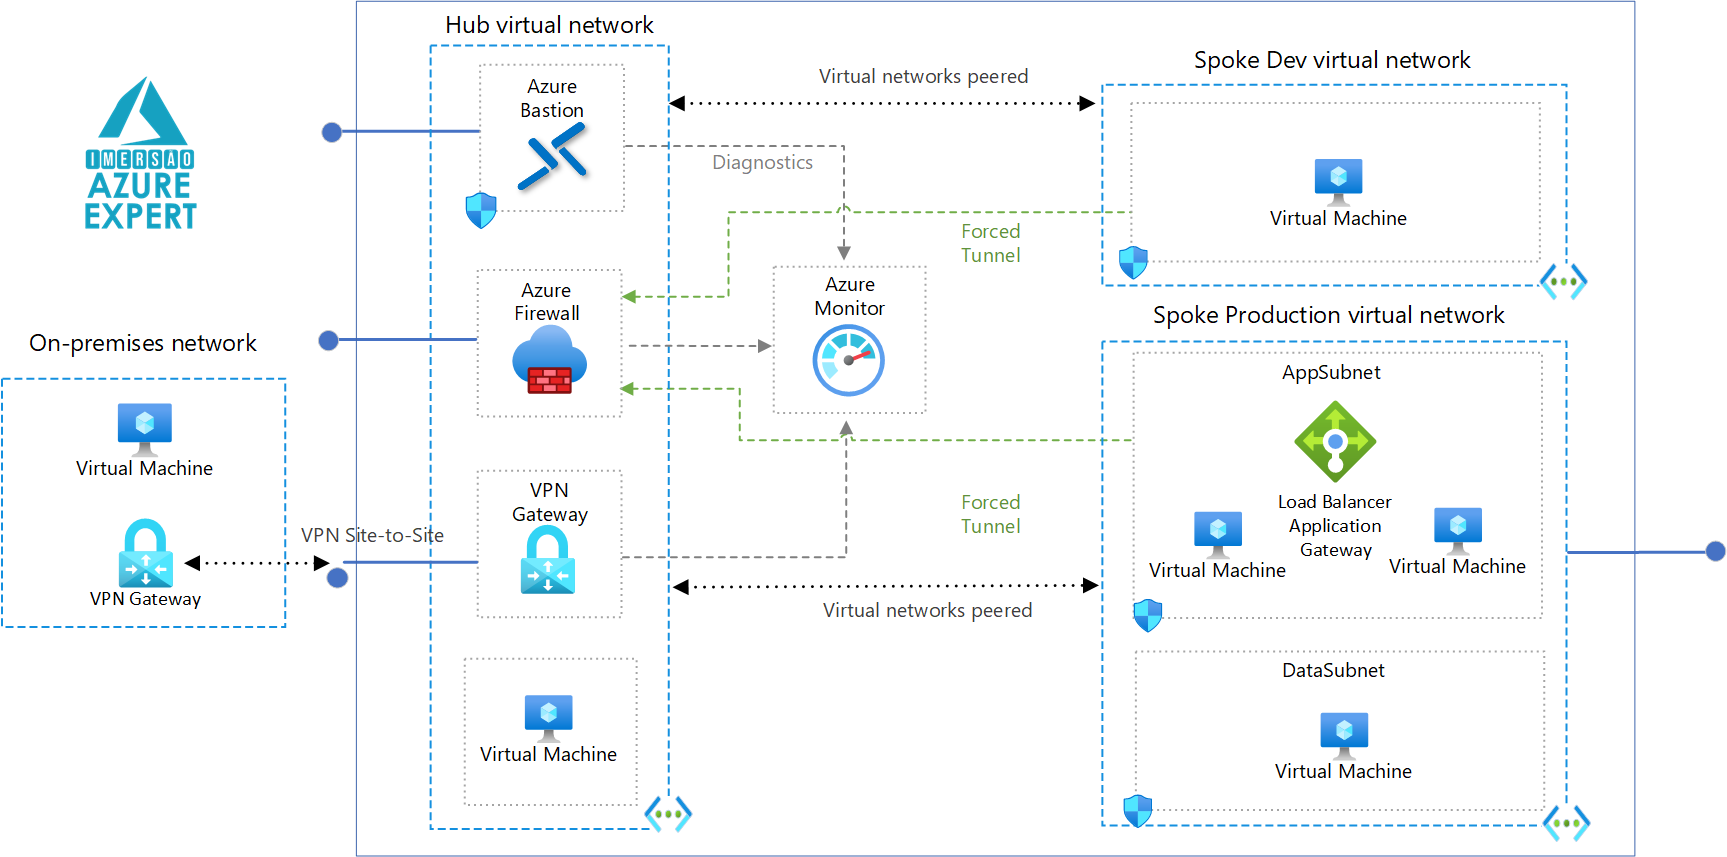 Hub virtual network
Azure
Bastion
Virtual networks peered
Spoke Dev virtual network
Virtual Machine
IMERSÃO
AZURE
EXPERT
Diagnostics
Forced
Tunnel
Azure
Firewall
Azure
Monitor
Spoke Production virtual network
AppSubnet
Load Balancer
Application
Gateway
Virtual Machine
Virtual Machine
On-premises network
Virtual Machine
VPN Gateway
VPN Site-to-Site
VPN
Gateway
Forced
Tunnel
Virtual networks peered
Virtual Machine
DataSubnet
Virtual Machine